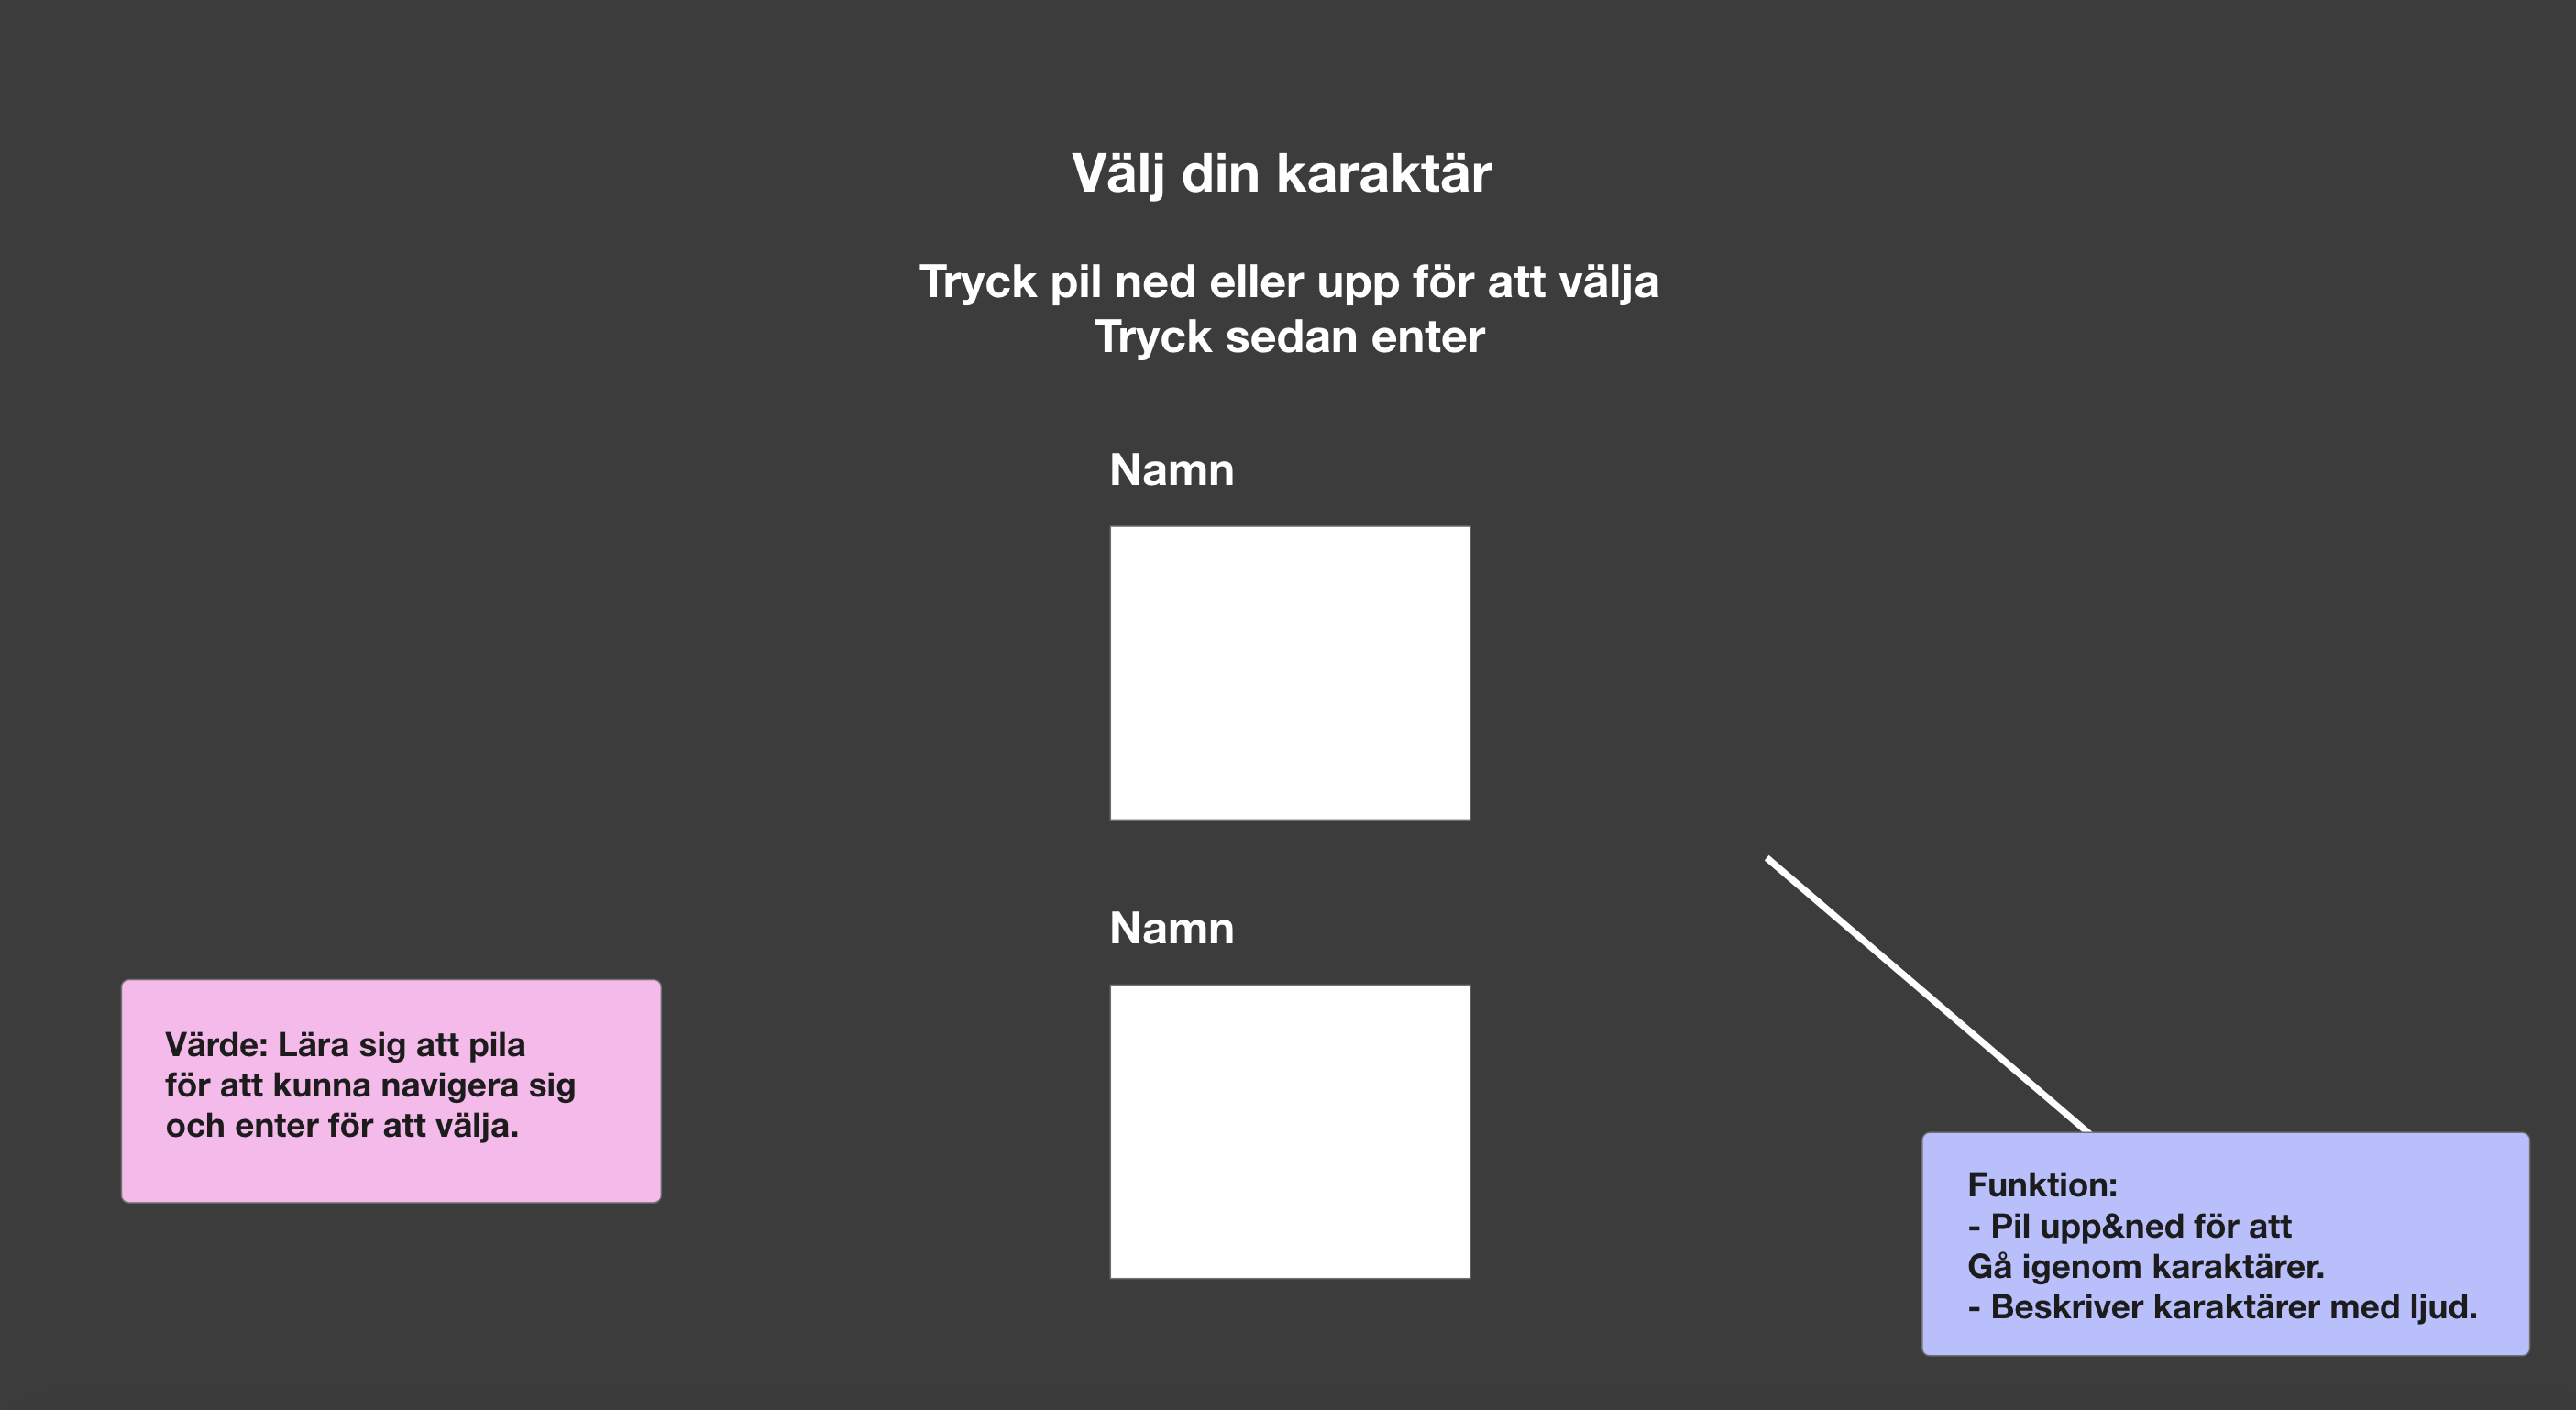 Välj din karaktär
Tryck pil ned eller upp för att välja
Tryck sedan enter
Namn
Namn
Värde: Lära sig att pila
för att kunna navigera sig
och enter för att välja.
Funktion:
- Pil upp&ned för att
Gå igenom karaktärer.
- Beskriver karaktärer med ljud.